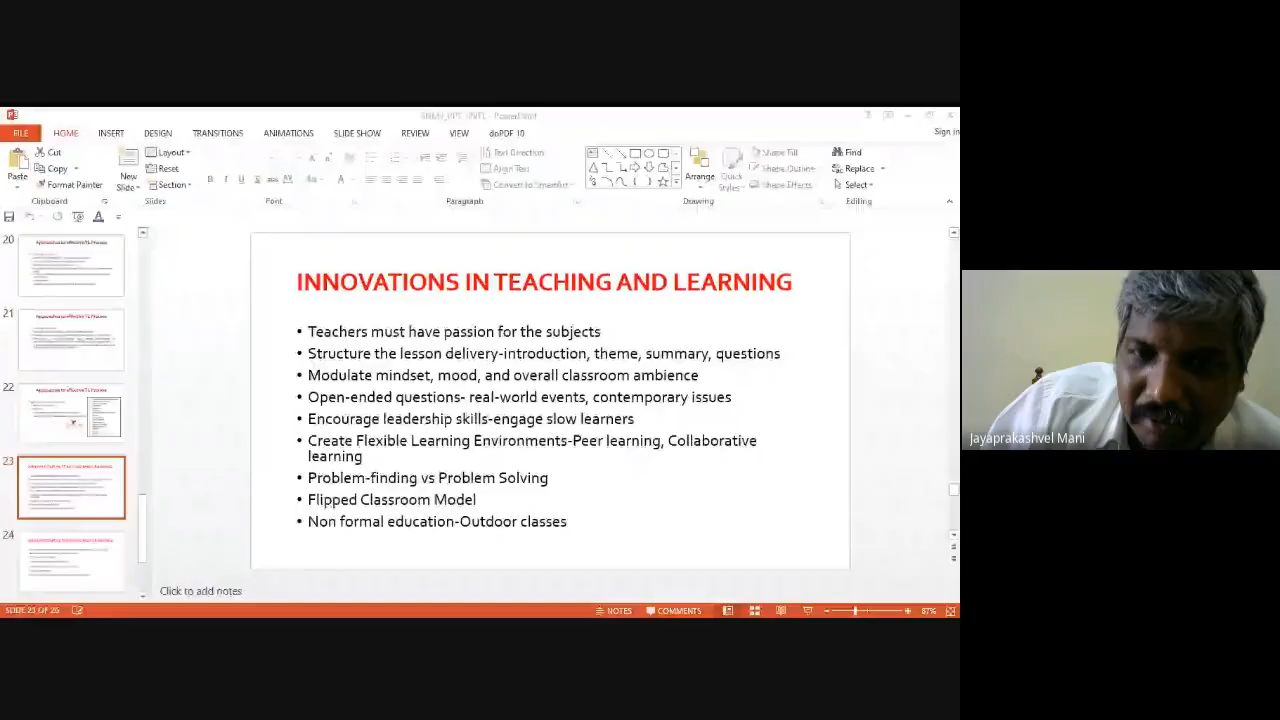 FILE HOME INSERT DESIGN TRANSITIONS ANIMATIONS SLIDE SHOW REVIEW VIEW doPDF 10 Sign in
Cut
Copy
Format Painter
Paste
Clipboard
New
Slide
Layout
Reset
Section
Slides
Font
Text Direction
Align Text
Convert to SmartArt
Paragraph
Arrange
Quick
Styles
Shape Fill
Shape Outline
Shape Effects
Drawing
Find
Replace
Select
Editing
20
21
22
23
24
INNOVATIONS IN TEACHING AND LEARNING
• Teachers must have passion for the subjects
• Structure the lesson delivery-introduction, theme, summary, questions
• Modulate mindset, mood, and overall classroom ambience
• Open-ended questions- real-world events, contemporary issues
• Encourage leadership skills-engage slow learners
• Create Flexible Learning Environments-Peer learning, Collaborative
learning
• Problem-finding vs Problem Solving
• Flipped Classroom Model
• Non formal education-Outdoor classes
Click to add notes
NOTES COMMENTS 87%
Jayaprakashvel Mani